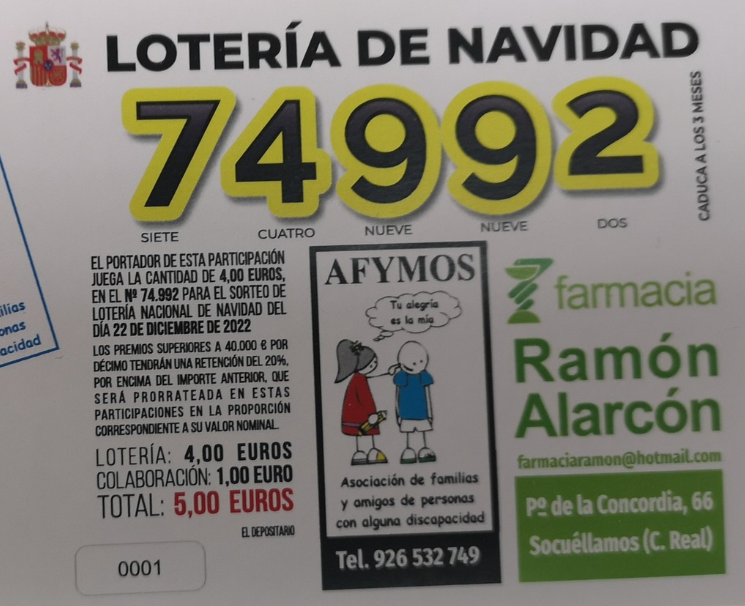 LOTERÍA DE NAVIDAD
74992
SIETE CUATRO NUEVE NUEVE DOS
CADUCA A LOS 3 MESES
EL PORTADOR DE ESTA PARTICIPACIÓN
JUEGA LA CANTIDAD DE 4,00 EUROS,
EN EL Nº 74.992 PARA EL SORTEO DE
LOTERÍA NACIONAL DE NAVIDAD DEL
DÍA 22 DE DICIEMBRE DE 2022
LOS PREMIOS SUPERIORES A 40.000 € POR
DÉCIMO TENDRÁN UNA RETENCIÓN DEL 20%,
POR ENCIMA DEL IMPORTE ANTERIOR, QUE
SERÁ PRORRATEADA EN ESTAS
PARTICIPACIONES EN LA PROPORCIÓN
CORRESPONDIENTE A SU VALOR NOMINAL.
LOTERÍA: 4,00 EUROS
COLABORACIÓN: 1,00 EURO
TOTAL: 5,00 EUROS
EL DEPOSITARIO
0001
AFYMOS
Tu alegría
es la mía
Asociación de familias
y amigos de personas
con alguna discapacidad
Tel. 926 532 749
farmacia
Ramón
Alarcón
farmaciaramon@hotmail.com
Pº de la Concordia, 66
Socuéllamos (C. Real)
ilias
onas
acidad